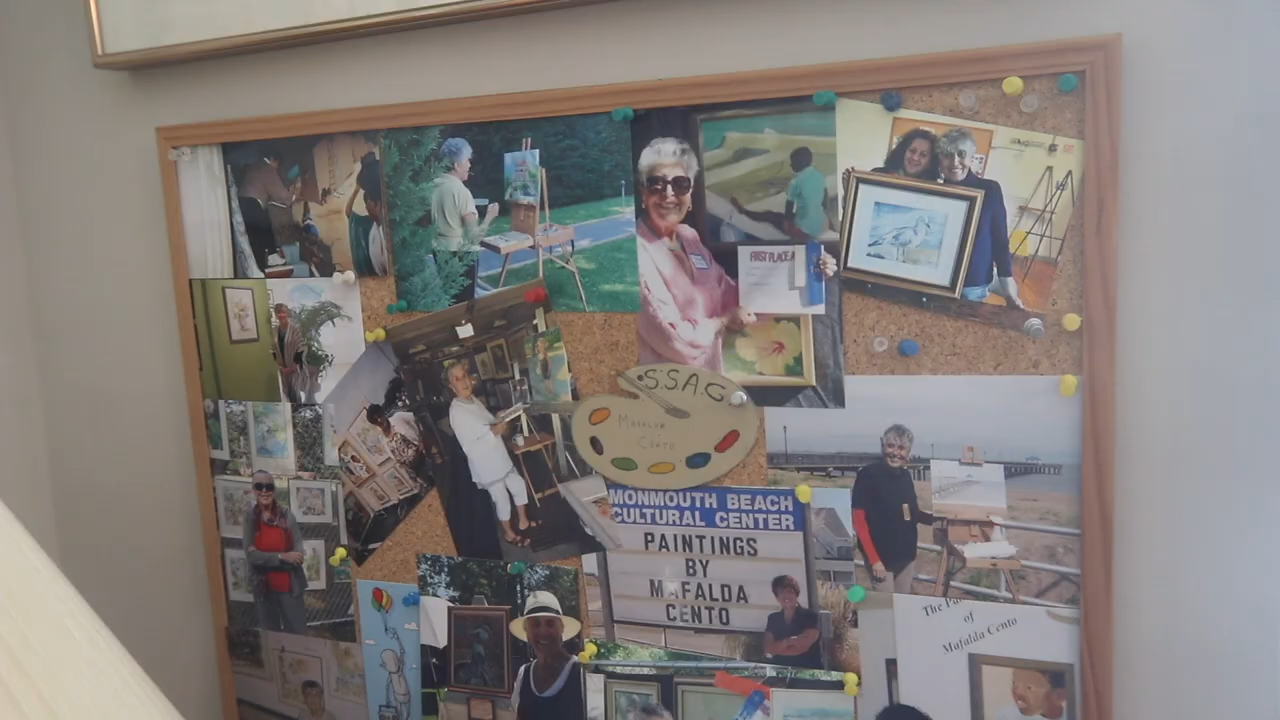 FIRST PLACE
S.S.A.G.
MAFALDA
CENTO
MONMOUTH BEACH
CULTURAL CENTER
PAINTINGS
BY
MAFALDA
CENTO
The
of
Mafalda Cento